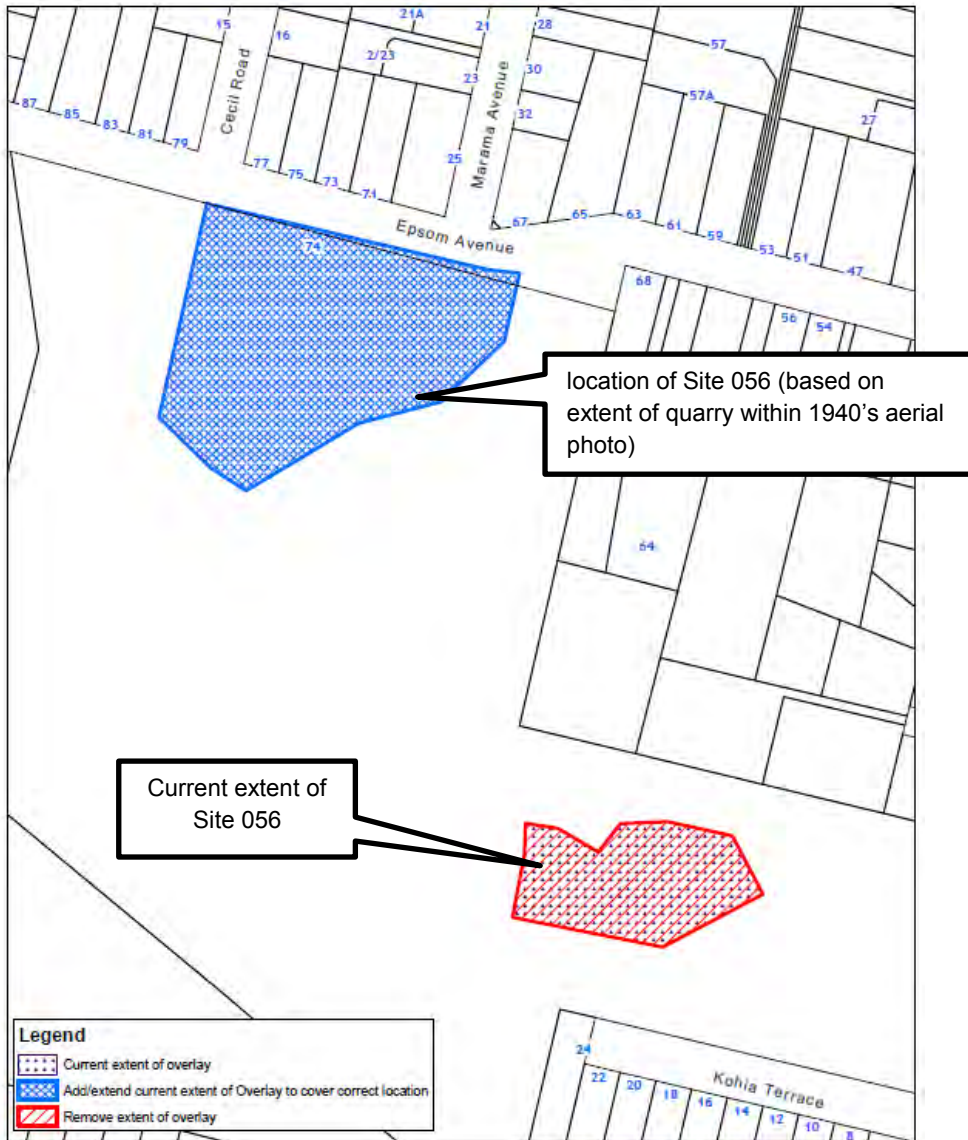 21A
21
28
15
16
2/23
23
30
57
57A
32
27
87
85
83
81
79
Cecil Road
77
75
73
71
25
Marama Avenue
67
65
63
61
59
53
51
47
Epsom Avenue
74
68
56
54
location of Site 056 (based on
extent of quarry within 1940's aerial
photo)
64
Current extent of
Site 056
Legend
Current extent of overlay
Add/extend current extent of Overlay to cover correct location
Remove extent of overlay
24
22
20
18
16
14
12
10
8
Kohia Terrace